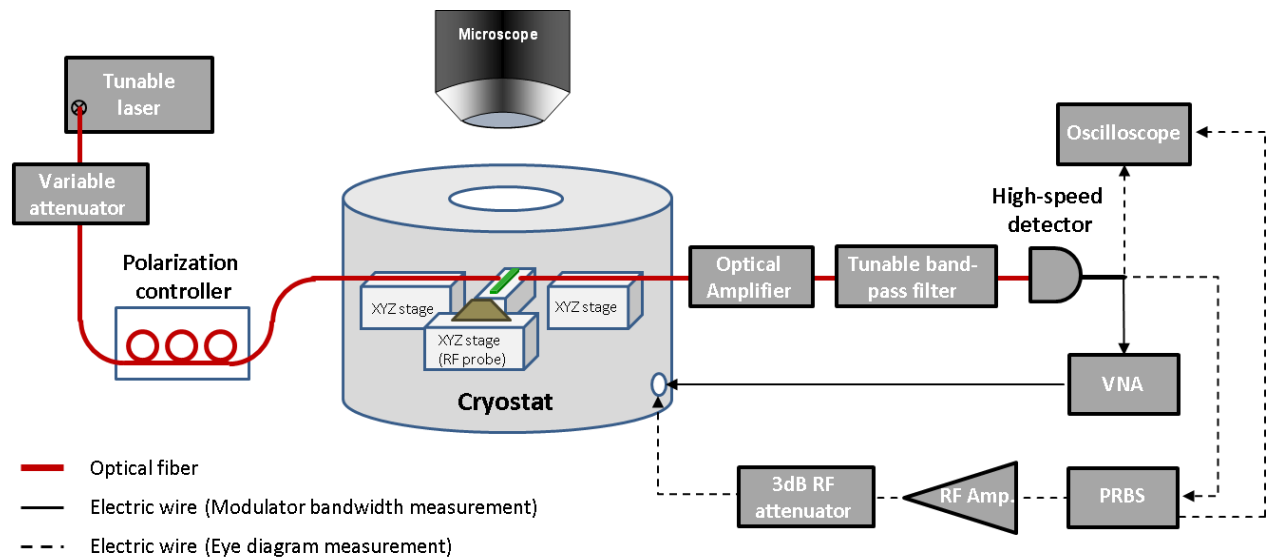 Microscope
Tunable
laser
Variable
attenuator
Polarization
controller
XYZ stage
XYZ stage
(RF probe)
XYZ stage
Cryostat
Optical
Amplifier
Tunable band-
pass filter
High-speed
detector
Oscilloscope
VNA
3dB RF
attenuator
RF Amp.
PRBS
Optical fiber
Electric wire (Modulator bandwidth measurement)
Electric wire (Eye diagram measurement)